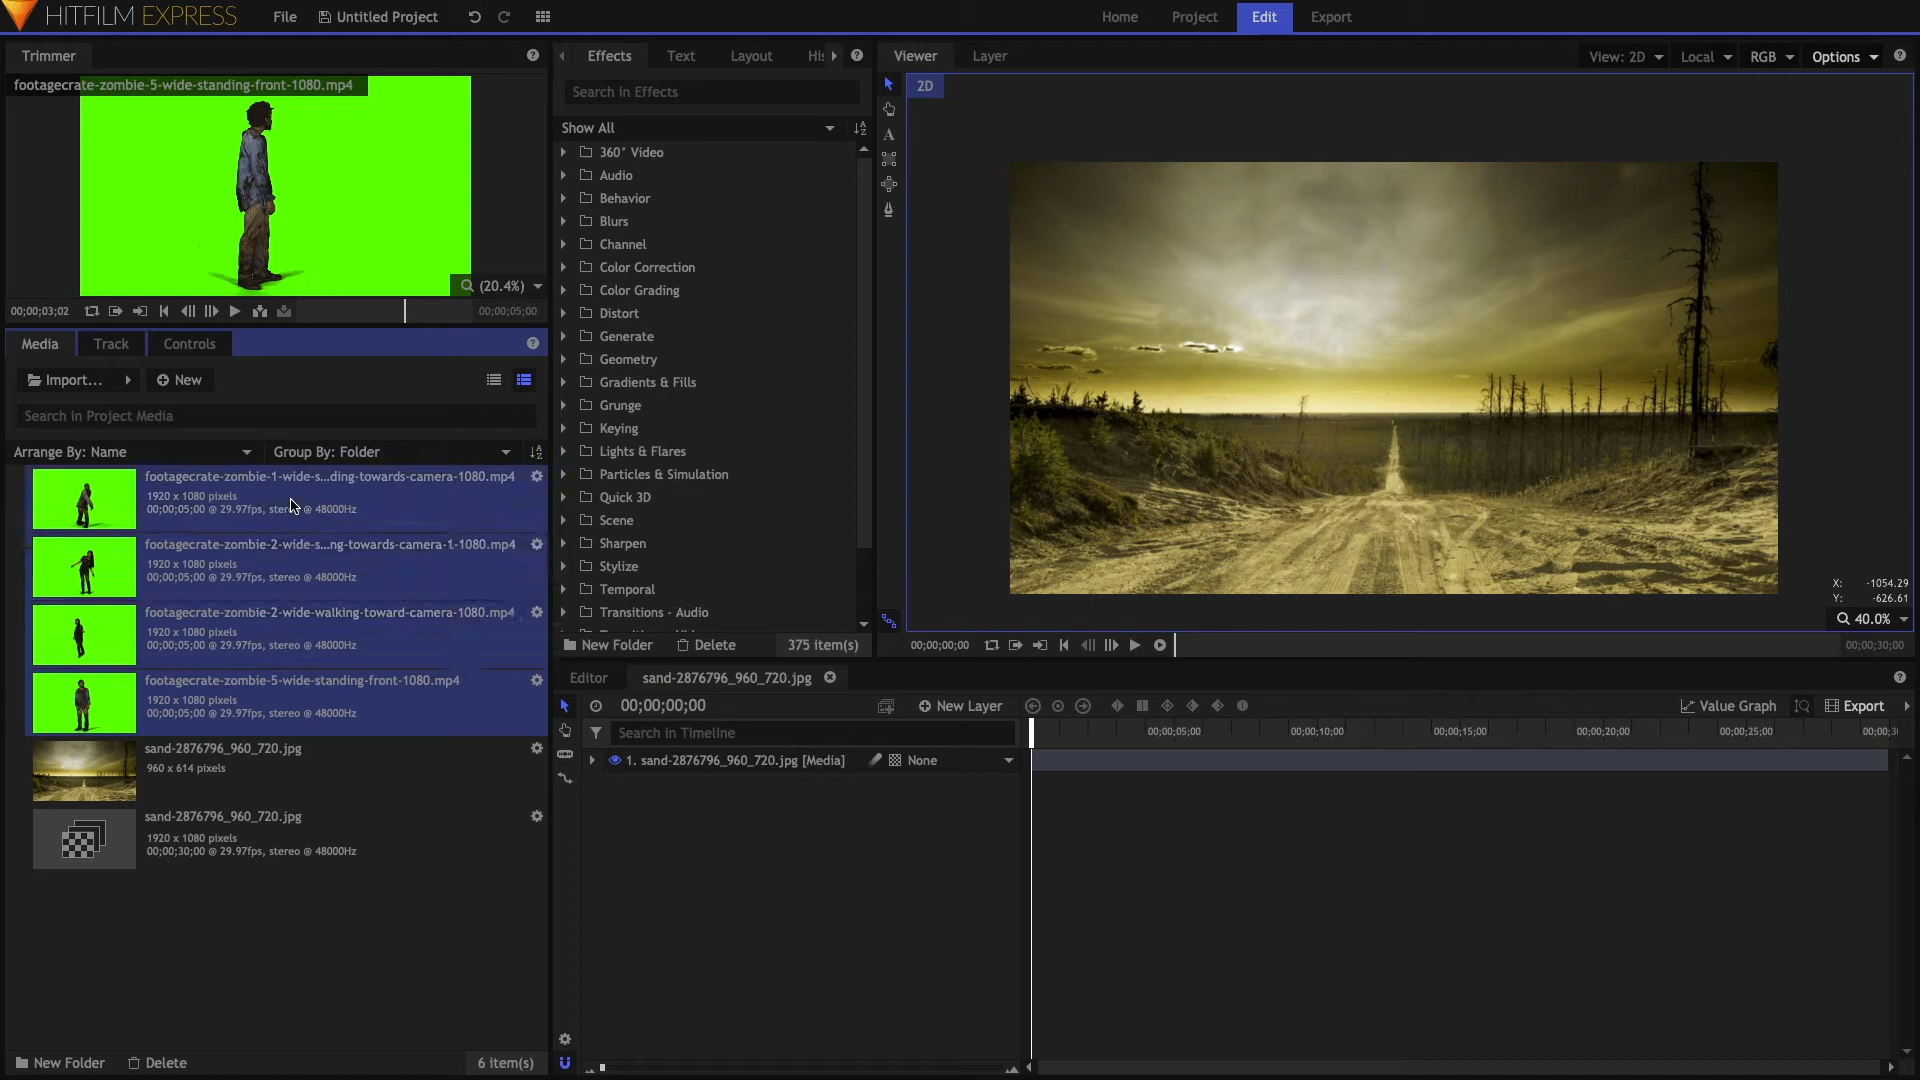 HITFILM EXPRESS
File
Untitled Project
Home
Project
Edit
Export
Trimmer
footagecrate-zombie-5-wide-standing-front-1080.mp4
(20.4%)
00;00;03;02
00;00;05;00
Media
Track
Controls
Import...
New
Search in Project Media
Arrange By: Name
Group By: Folder
footagecrate-zombie-1-wide-s...ding-towards-camera-1080.mp4
1920 x 1080 pixels
00;00;05;00 @ 29.97fps, stereo @ 48000Hz
footagecrate-zombie-2-wide-s...ng-towards-camera-1-1080.mp4
1920 x 1080 pixels
00;00;05;00 @ 29.97fps, stereo @ 48000Hz
footagecrate-zombie-2-wide-walking-toward-camera-1080.mp4
1920 x 1080 pixels
00;00;05;00 @ 29.97fps, stereo @ 48000Hz
footagecrate-zombie-5-wide-standing-front-1080.mp4
1920 x 1080 pixels
00;00;05;00 @ 29.97fps, stereo @ 48000Hz
sand-2876796_960_720.jpg
960 x 614 pixels
sand-2876796_960_720.jpg
1920 x 1080 pixels
00;00;30;00 @ 29.97fps, stereo @ 48000Hz
New Folder
Delete
6 item(s)
Effects
Text
Layout
His
Search in Effects
Show All
360° Video
Audio
Behavior
Blurs
Channel
Color Correction
Color Grading
Distort
Generate
Geometry
Gradients & Fills
Grunge
Keying
Lights & Flares
Particles & Simulation
Quick 3D
Scene
Sharpen
Stylize
Temporal
Transitions - Audio
New Folder
Delete
375 item(s)
Viewer
Layer
View: 2D
Local
RGB
Options
2D
X: -1054.29
Y: -626.61
40.0%
00;00;00;00
00;00;30;00
Editor
sand-2876796_960_720.jpg
00;00;00;00
New Layer
Value Graph
Export
Search in Timeline
00;00;05;00
00;00;10;00
00;00;15;00
00;00;20;00
00;00;25;00
00;00;3
1. sand-2876796_960_720.jpg [Media]
None